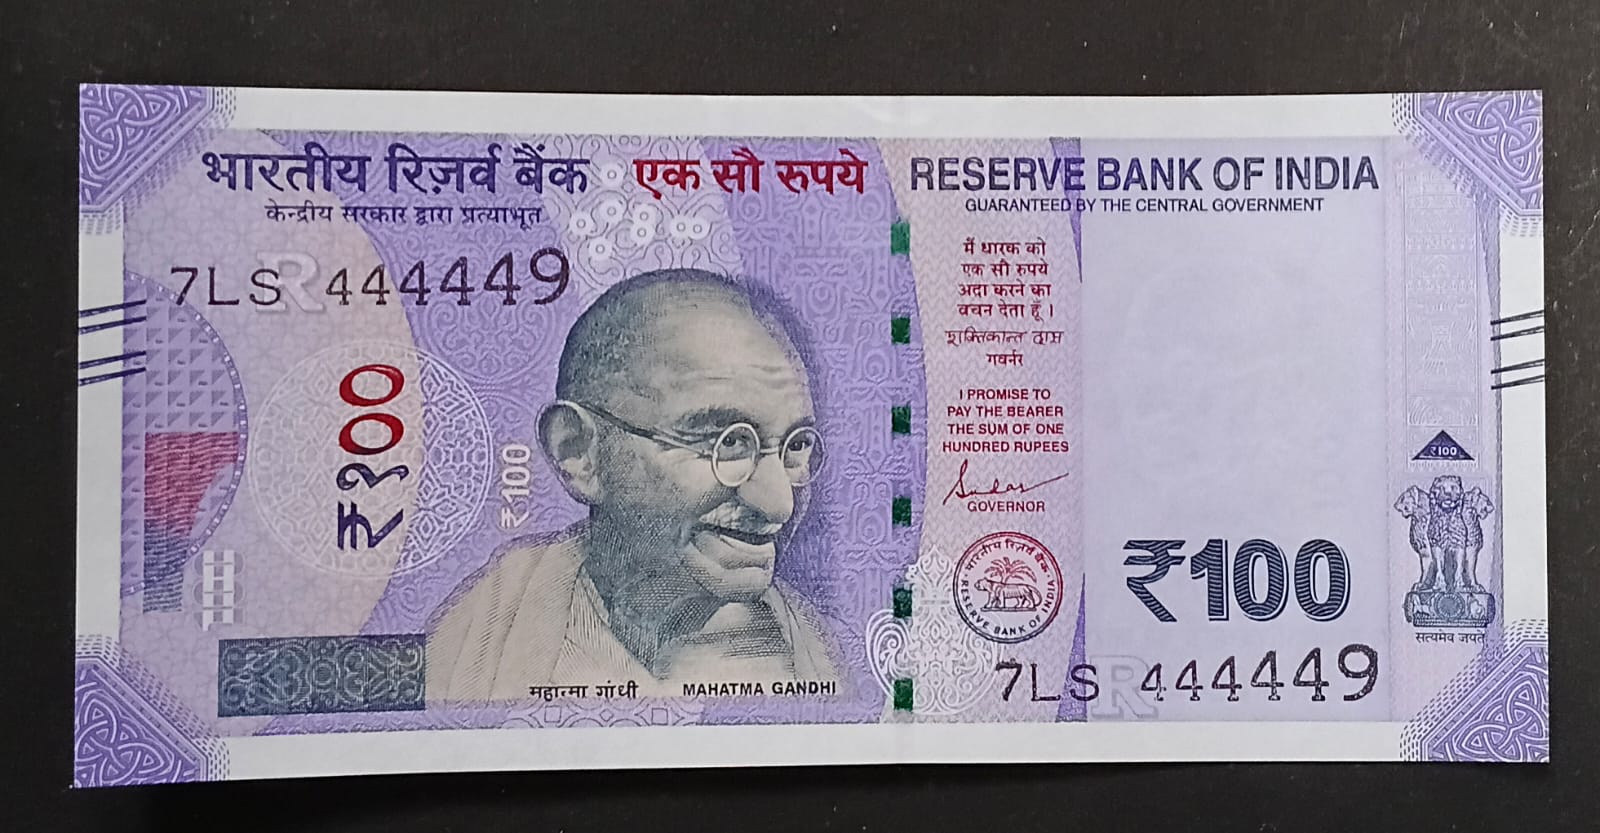 भारतीय रिज़र्व बैंक
केन्द्रीय सरकार द्वारा प्रत्याभूत
एक सौ रुपये
RESERVE BANK OF INDIA
GUARANTEED BY THE CENTRAL GOVERNMENT
7LS R 444449
मैं धारक को
एक सौ रुपये
अदा करने का
वचन देता हूँ।
शक्तिकान्त दास
गवर्नर
I PROMISE TO
PAY THE BEARER
THE SUM OF ONE
HUNDRED RUPEES
GOVERNOR
₹१००
₹100
₹100
भारतीय रिज़र्व बैंक
RESERVE BANK OF INDIA
₹100
सत्यमेव जयते
महात्मा गांधी
MAHATMA GANDHI
7LS R 444449